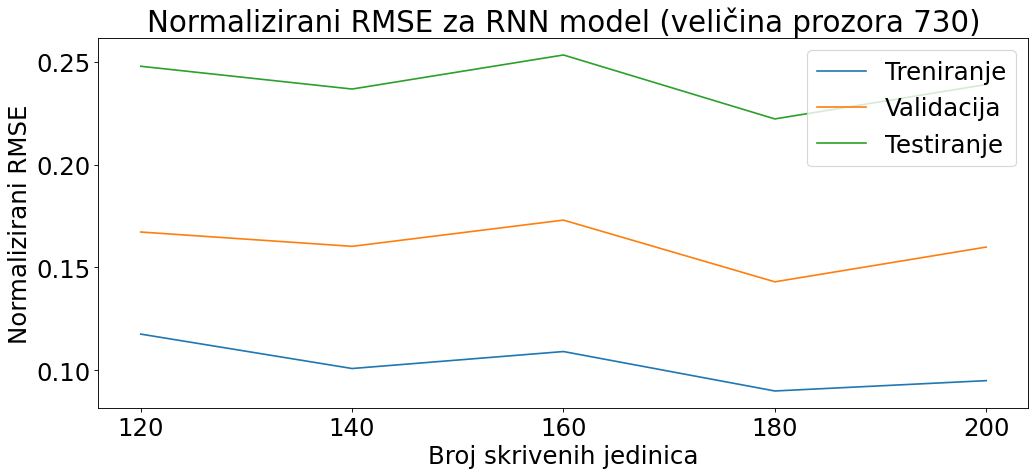 Normalizirani RMSE za RNN model (veličina prozora 730)
Normalizirani RMSE
0.25
0.20
0.15
0.10
Treniranje
Validacija
Testiranje
120 140 160 180 200
Broj skrivenih jedinica